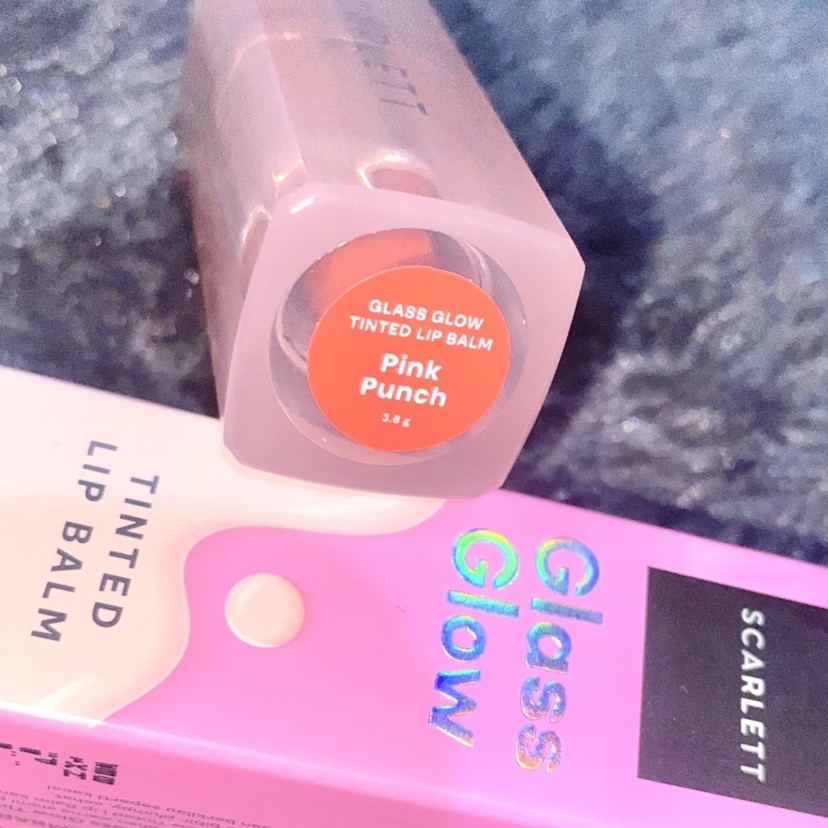 GLASS GLOW
TINTED LIP BALM
Pink
Punch
3.8 g
TINTED
LIP BALM
Glass
Glow
SCARLETT